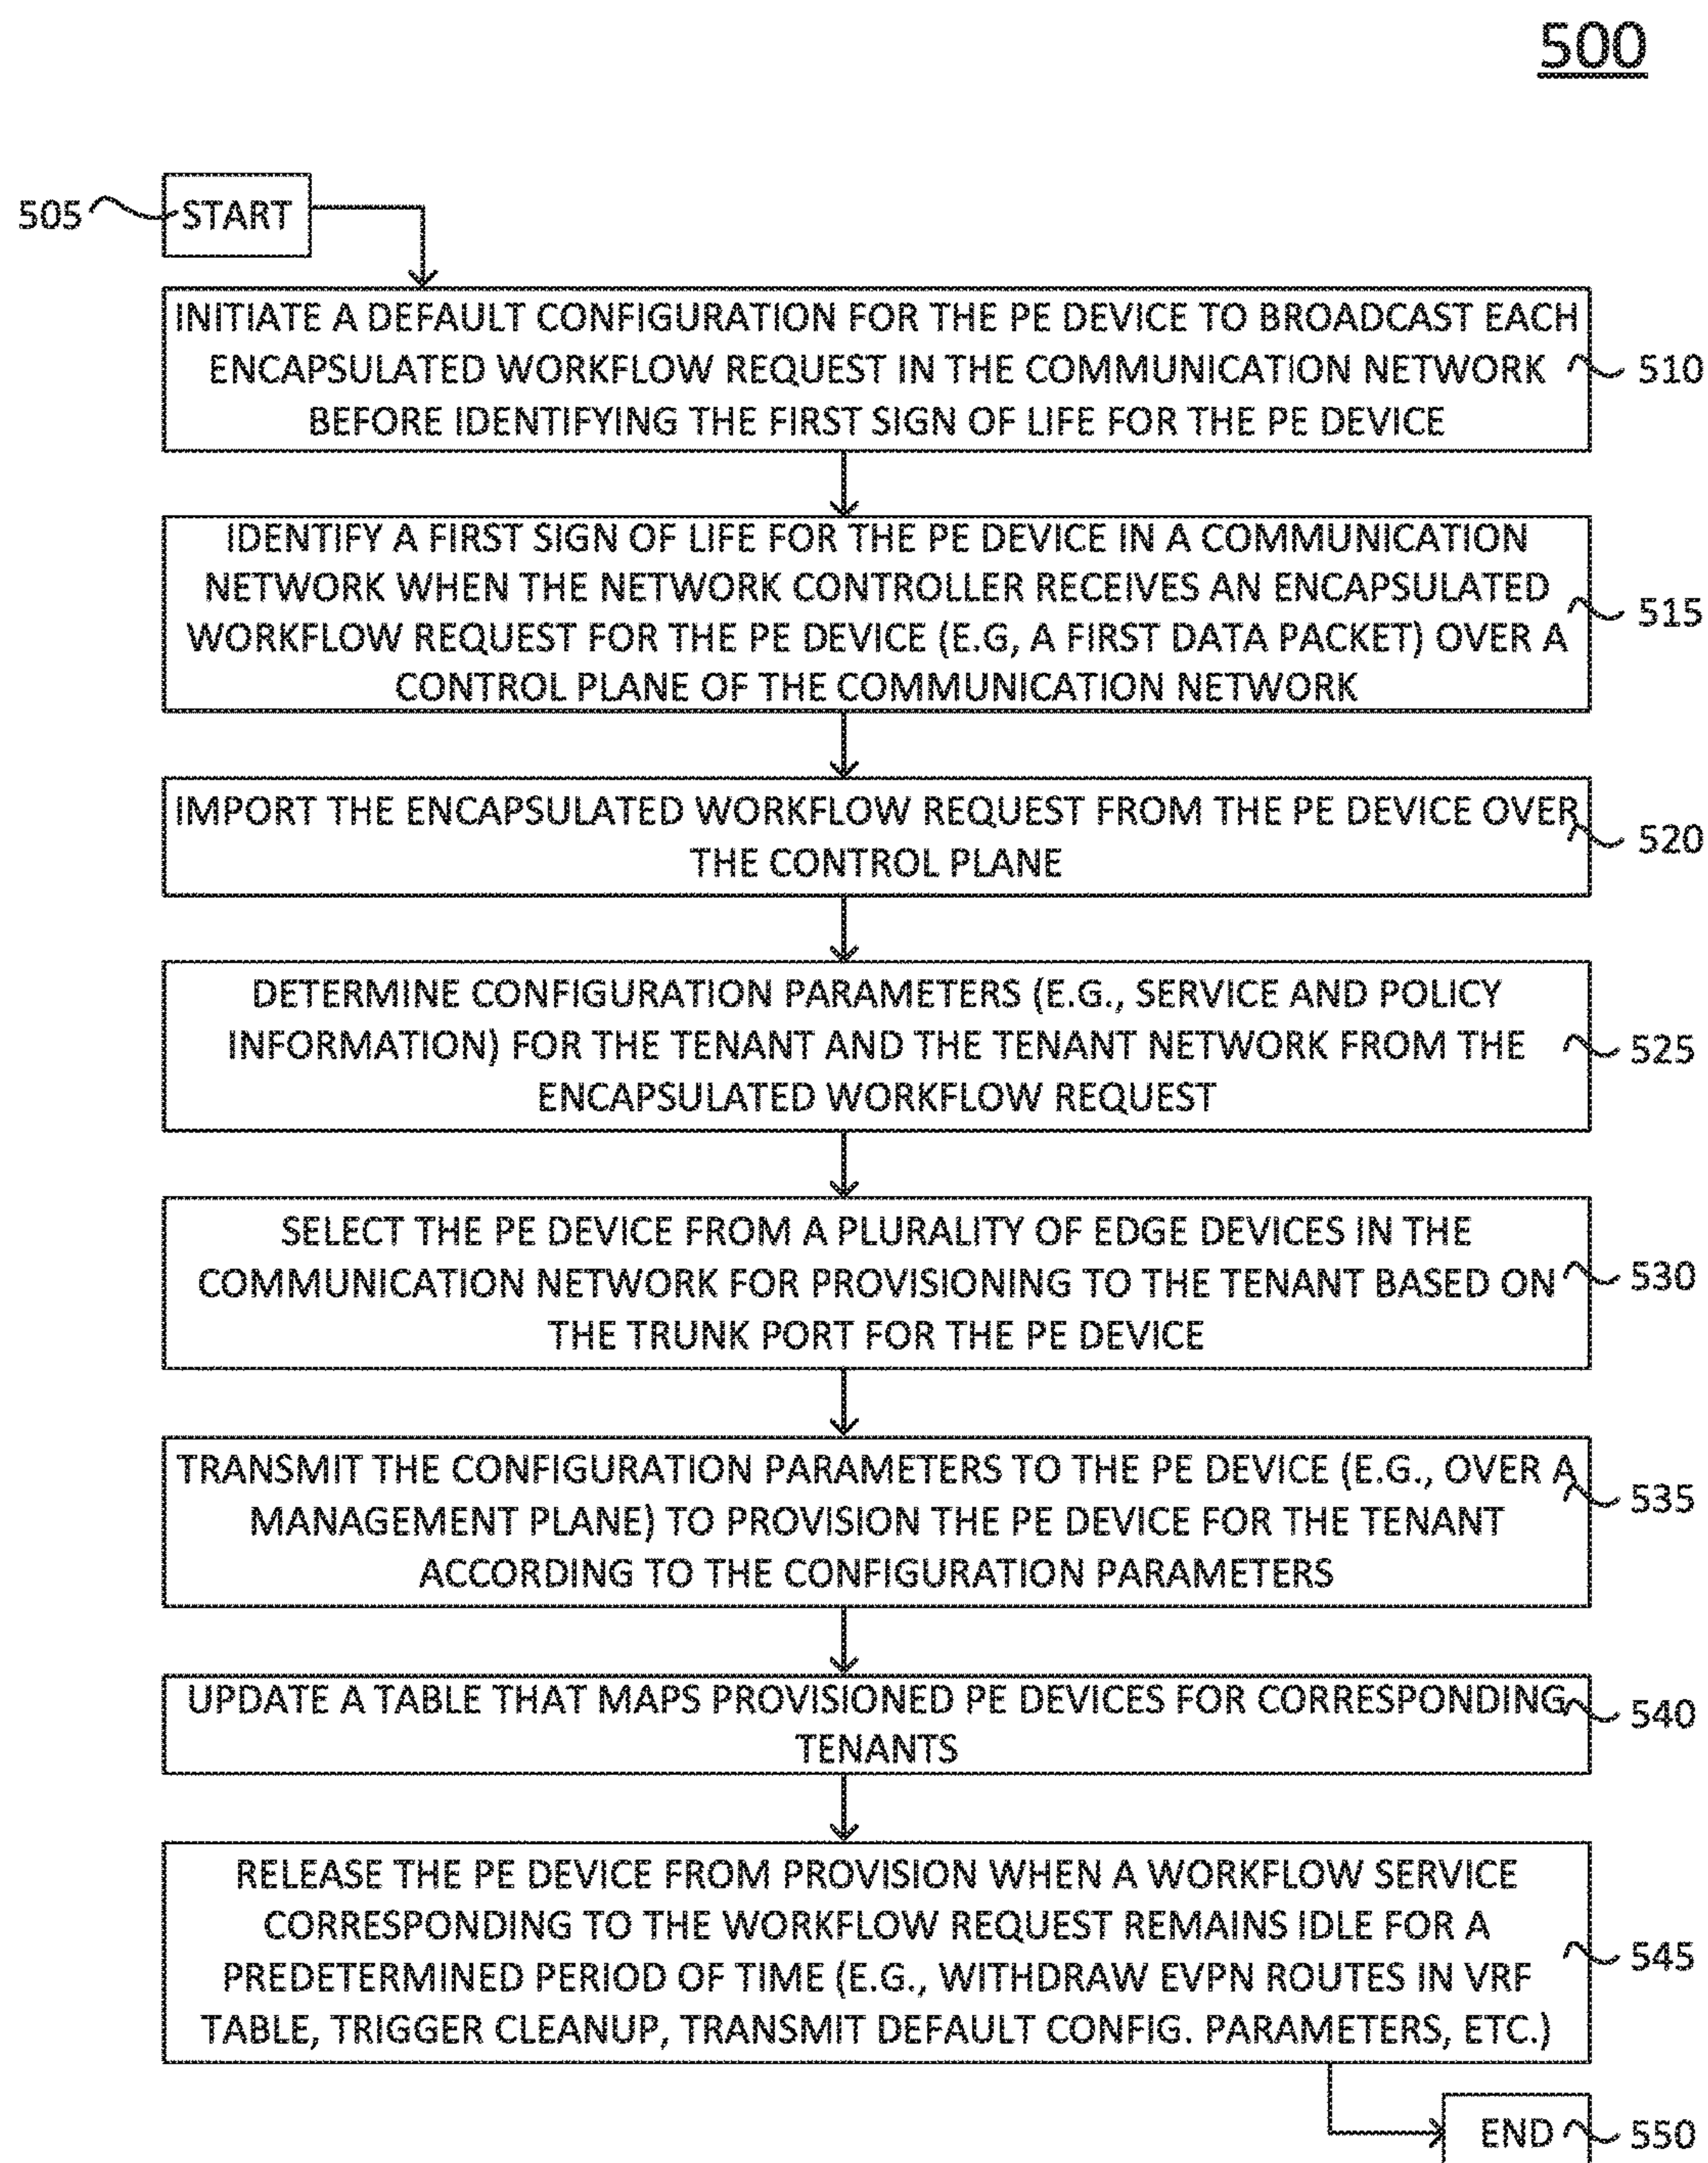 500
505
START
INITIATE A DEFAULT CONFIGURATION FOR THE PE DEVICE TO BROADCAST EACH
ENCAPSULATED WORKFLOW REQUEST IN THE COMMUNICATION NETWORK
BEFORE IDENTIFYING THE FIRST SIGN OF LIFE FOR THE PE DEVICE
510
IDENTIFY A FIRST SIGN OF LIFE FOR THE PE DEVICE IN A COMMUNICATION
NETWORK WHEN THE NETWORK CONTROLLER RECEIVES AN ENCAPSULATED
WORKFLOW REQUEST FOR THE PE DEVICE (E.G, A FIRST DATA PACKET) OVER A
CONTROL PLANE OF THE COMMUNICATION NETWORK
515
IMPORT THE ENCAPSULATED WORKFLOW REQUEST FROM THE PE DEVICE OVER
THE CONTROL PLANE
520
DETERMINE CONFIGURATION PARAMETERS (E.G., SERVICE AND POLICY
INFORMATION) FOR THE TENANT AND THE TENANT NETWORK FROM THE
ENCAPSULATED WORKFLOW REQUEST
525
SELECT THE PE DEVICE FROM A PLURALITY OF EDGE DEVICES IN THE
COMMUNICATION NETWORK FOR PROVISIONING TO THE TENANT BASED ON
THE TRUNK PORT FOR THE PE DEVICE
530
TRANSMIT THE CONFIGURATION PARAMETERS TO THE PE DEVICE (E.G., OVER A
MANAGEMENT PLANE) TO PROVISION THE PE DEVICE FOR THE TENANT
ACCORDING TO THE CONFIGURATION PARAMETERS
535
UPDATE A TABLE THAT MAPS PROVISIONED PE DEVICES FOR CORRESPONDING
TENANTS
540
RELEASE THE PE DEVICE FROM PROVISION WHEN A WORKFLOW SERVICE
CORRESPONDING TO THE WORKFLOW REQUEST REMAINS IDLE FOR A
PREDETERMINED PERIOD OF TIME (E.G., WITHDRAW EVPN ROUTES IN VRF
TABLE, TRIGGER CLEANUP, TRANSMIT DEFAULT CONFIG. PARAMETERS, ETC.)
545
END
550